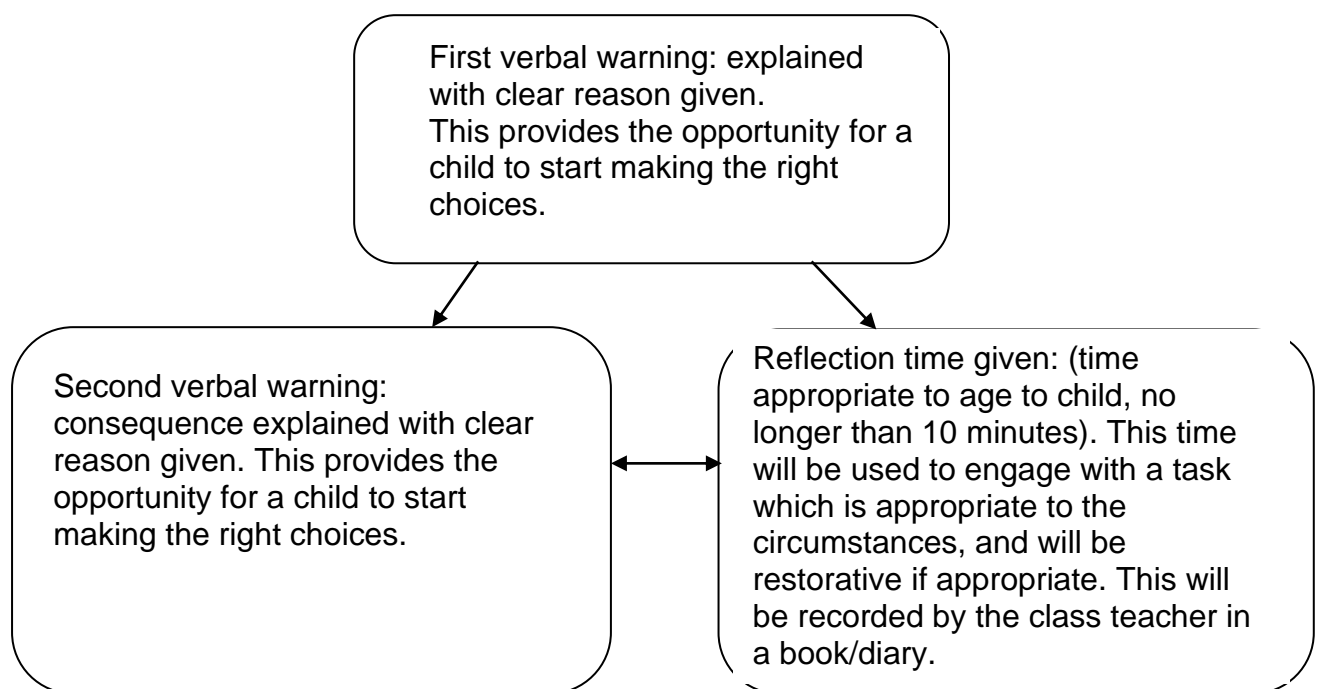 First verbal warning: explained
with clear reason given.
This provides the opportunity for a
child to start making the right
choices.
Second verbal warning:
consequence explained with clear
reason given. This provides the
opportunity for a child to start
making the right choices.
Reflection time given: (time
appropriate to age to child, no
longer than 10 minutes). This time
will be used to engage with a task
which is appropriate to the
circumstances, and will be
restorative if appropriate. This will
be recorded by the class teacher in
a book/diary.